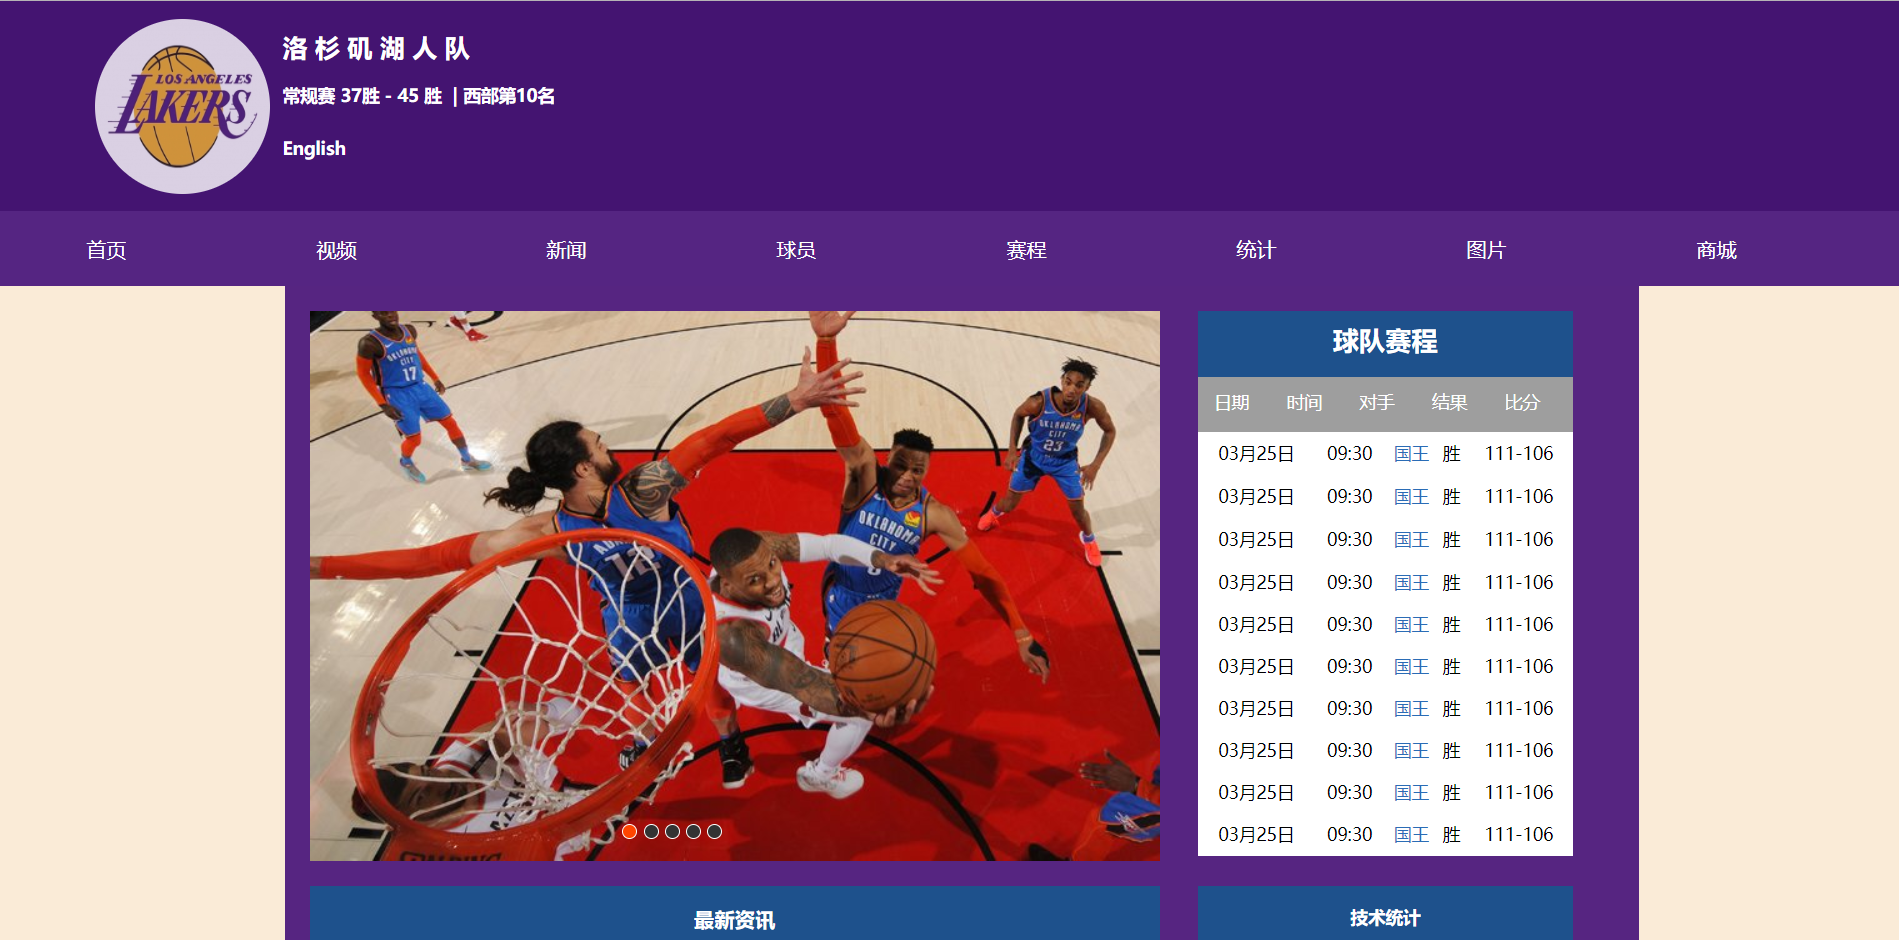 LOS ANGELES
LAKERS
洛杉矶湖人队
常规赛 37胜 - 45 胜 | 西部第10名
English
首页 视频 新闻 球员 赛程 统计 图片 商城
OKLAHOMA
CITY
17
OKLAHOMA
CITY
23
OKLAHOMA
CITY
12
球队赛程
日期 时间 对手 结果 比分
03月25日 09:30 国王 胜 111-106
03月25日 09:30 国王 胜 111-106
03月25日 09:30 国王 胜 111-106
03月25日 09:30 国王 胜 111-106
03月25日 09:30 国王 胜 111-106
03月25日 09:30 国王 胜 111-106
03月25日 09:30 国王 胜 111-106
03月25日 09:30 国王 胜 111-106
03月25日 09:30 国王 胜 111-106
03月25日 09:30 国王 胜 111-106
最新资讯
技术统计